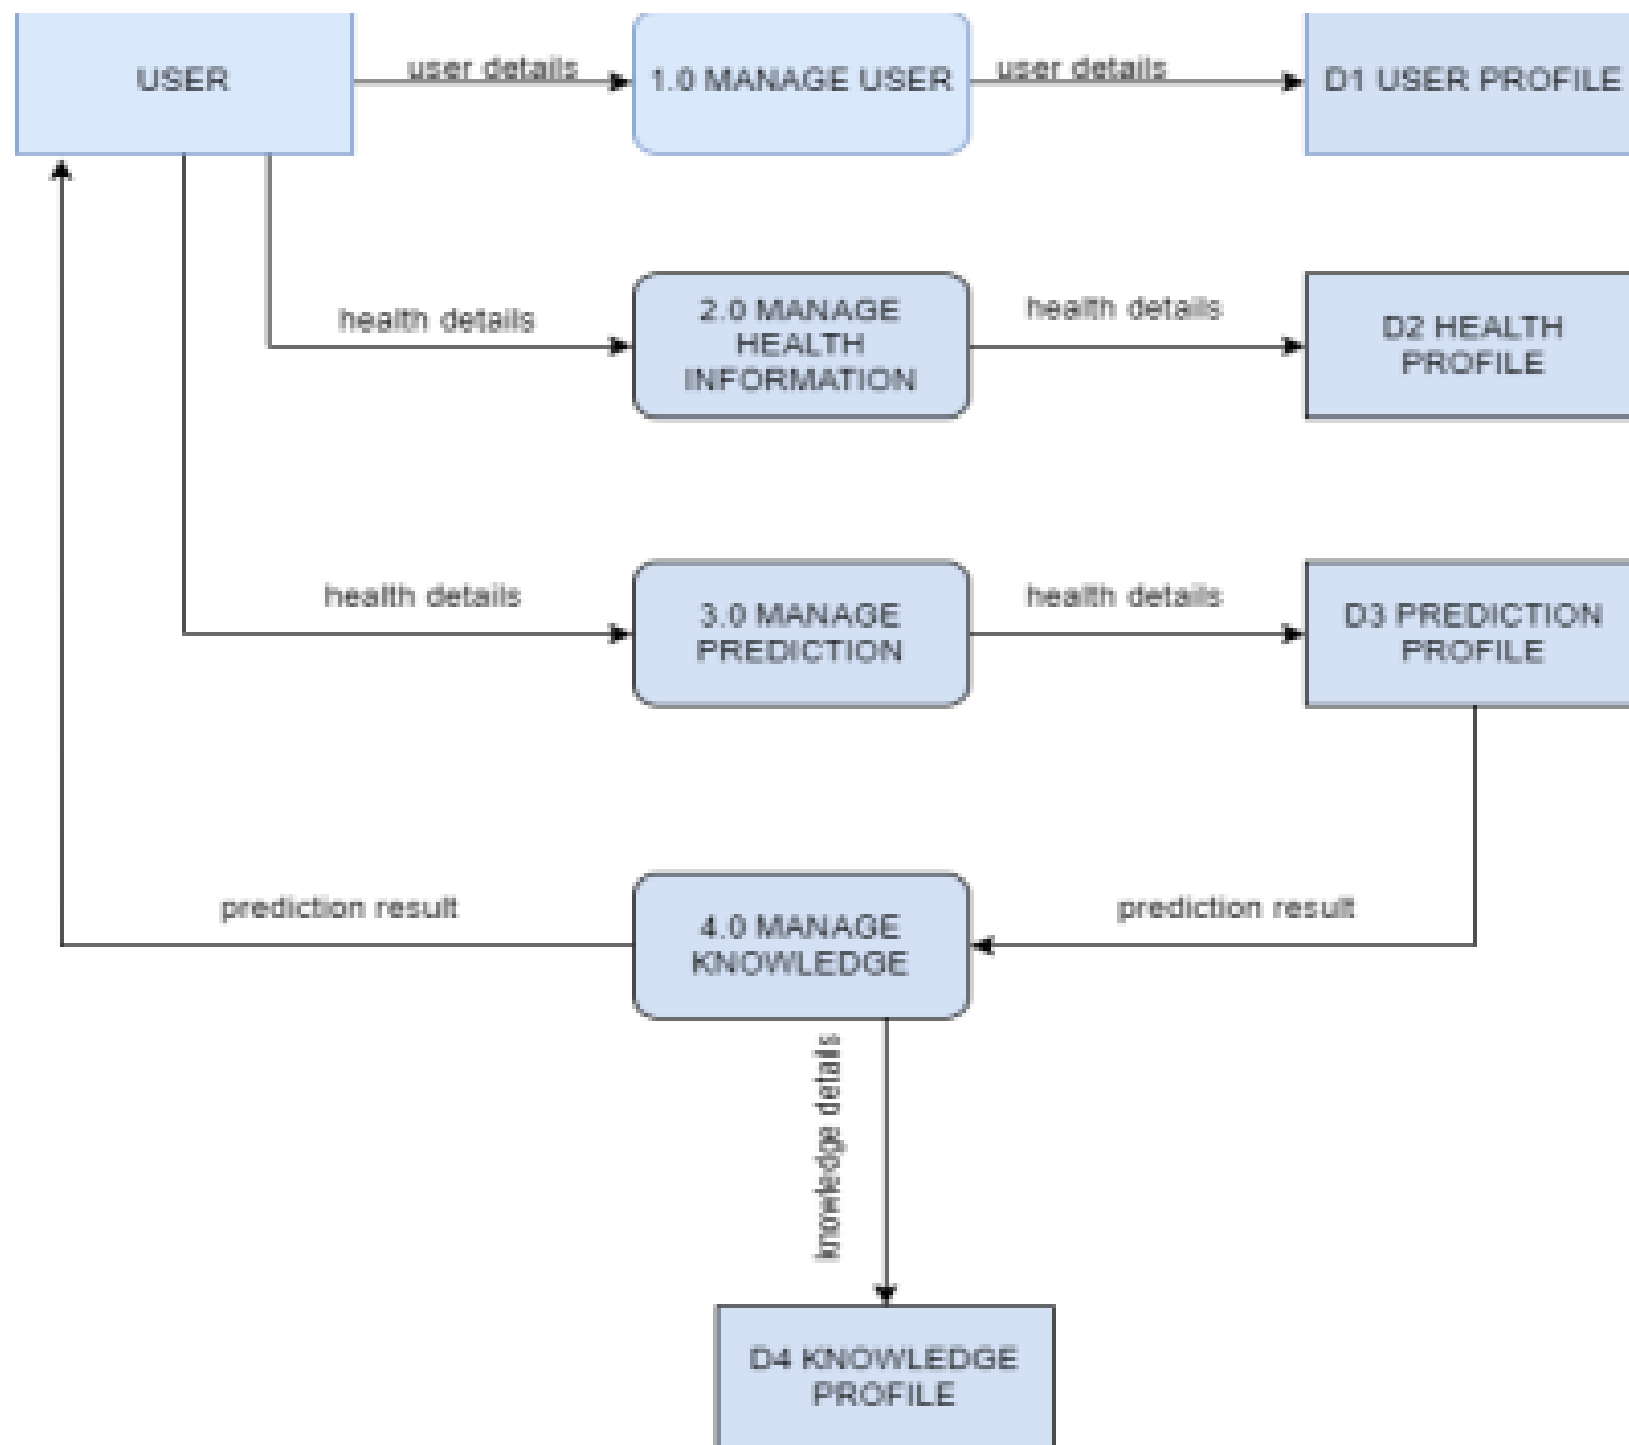 USER
user details
1.0 MANAGE USER
user details
D1 USER PROFILE
health details
2.0 MANAGE
HEALTH
INFORMATION
health details
D2 HEALTH
PROFILE
health details
3.0 MANAGE
PREDICTION
health details
D3 PREDICTION
PROFILE
prediction result
4.0 MANAGE
KNOWLEDGE
prediction result
knowledge details
D4 KNOWLEDGE
PROFILE